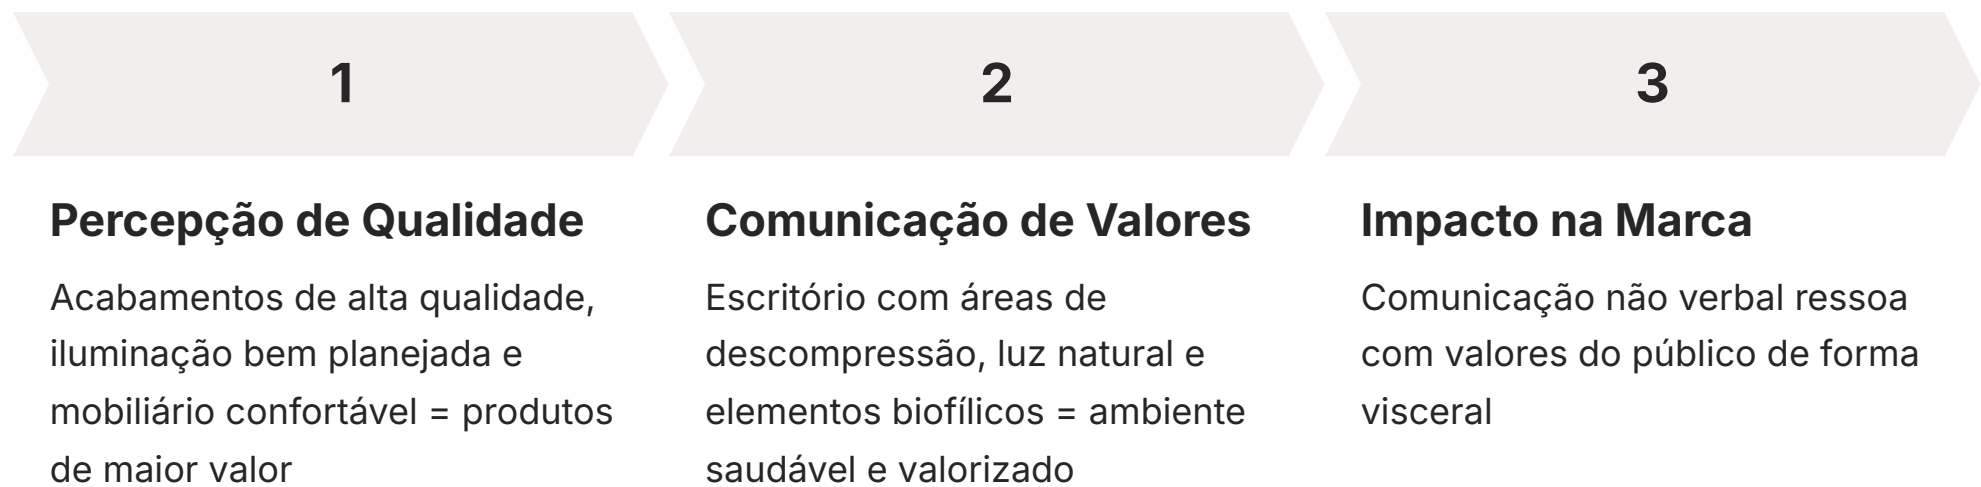 1
Percepção de Qualidade
Acabamentos de alta qualidade,
iluminação bem planejada e
mobiliário confortável = produtos
de maior valor
2
Comunicação de Valores
Escritório com áreas de
descompressão, luz natural e
elementos biofílicos = ambiente
saudável e valorizado
3
Impacto na Marca
Comunicação não verbal ressoa
com valores do público de forma
visceral